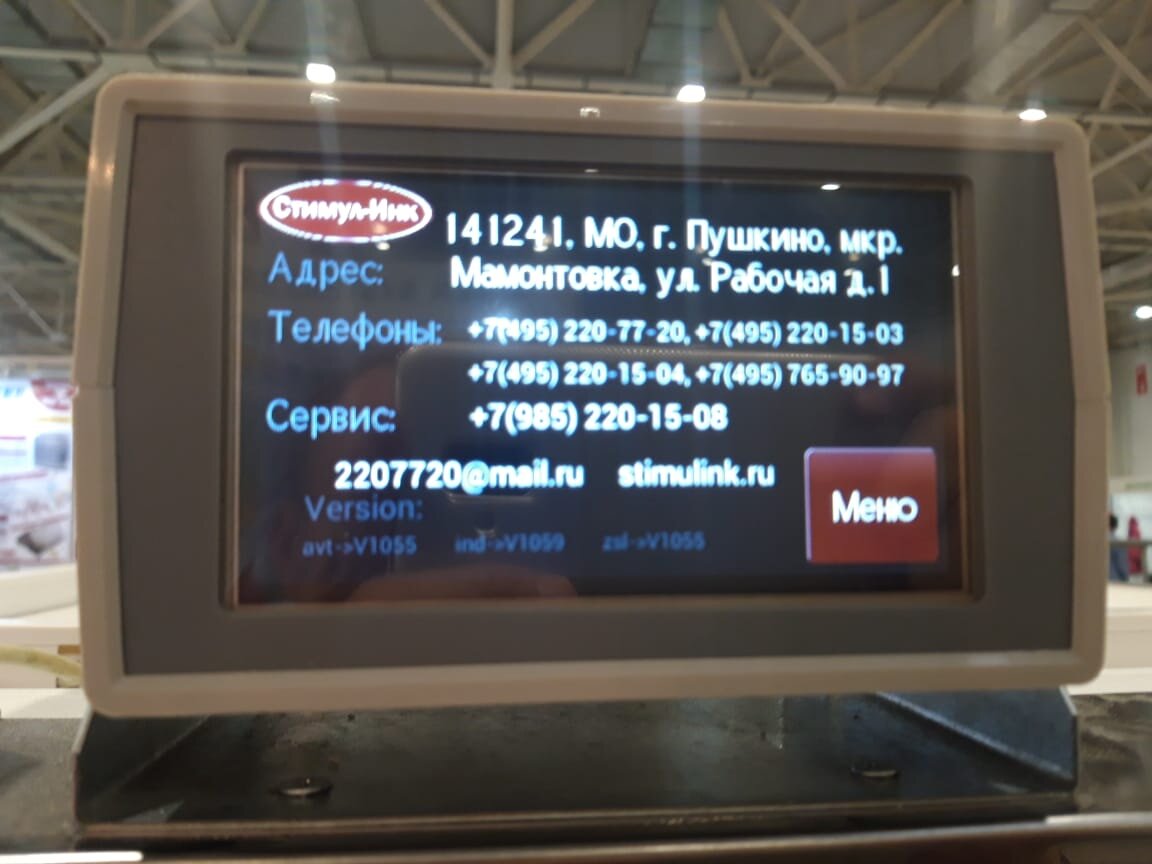 Стимул-Инк
141241, МО, г. Пушкино, мкр.
Адрес: Мамонтовка, ул. Рабочая д.1
Телефоны: +7(495) 220-77-20, +7(495) 220-15-03
+7(495) 220-15-04, +7(495) 765-90-97
Сервис: +7(985) 220-15-08
2207720@mail.ru stimulink.ru
Version:
avt->V1055 ind->V1059 zsl->V1055
Меню